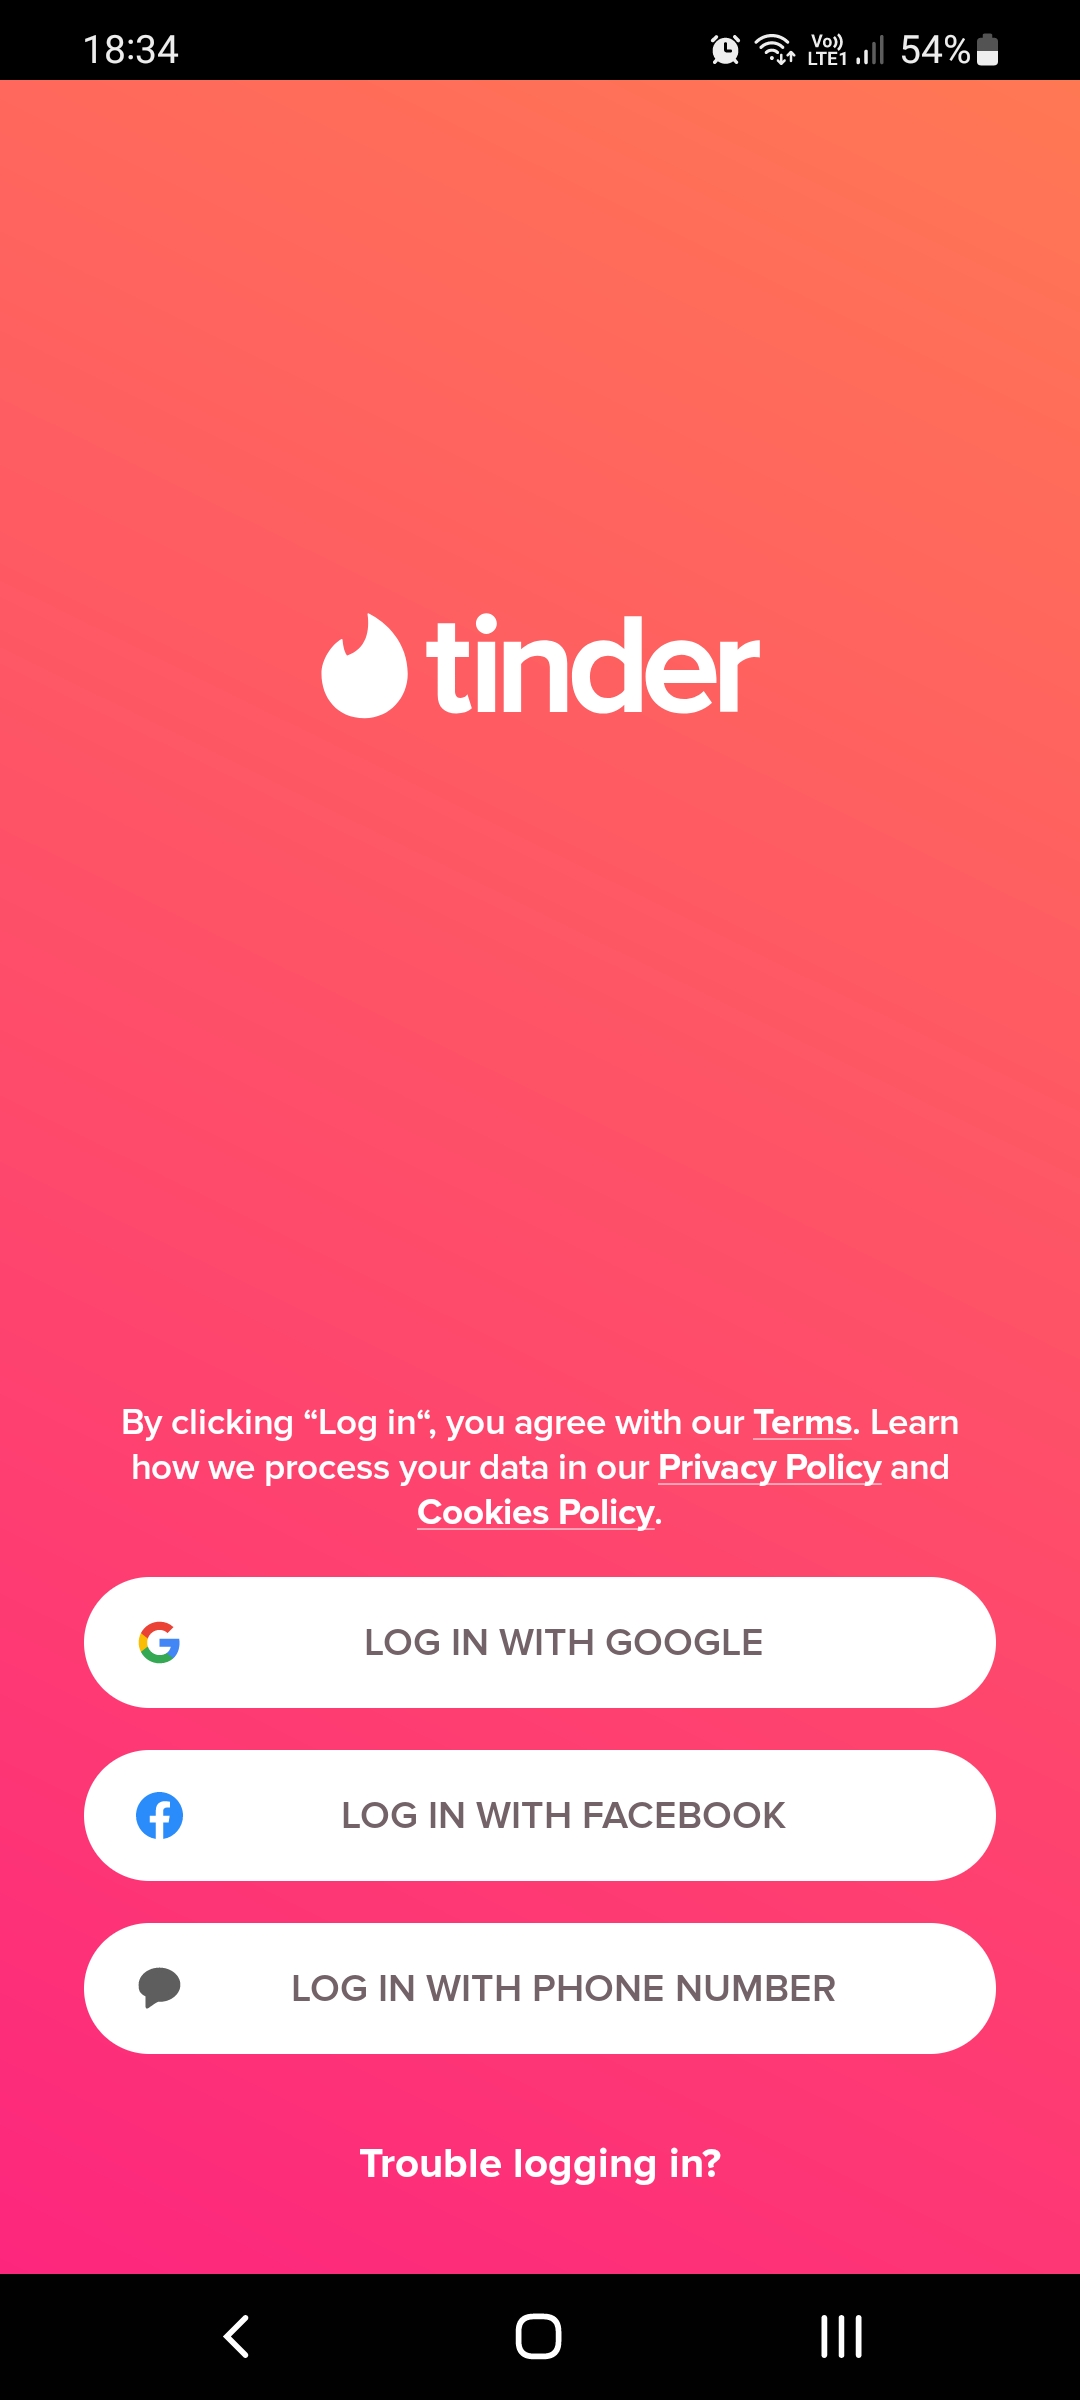 18:34
Vo)) LTE1 54%
tinder
By clicking “Log in“, you agree with our Terms. Learn
how we process your data in our Privacy Policy and
Cookies Policy.
LOG IN WITH GOOGLE
LOG IN WITH FACEBOOK
LOG IN WITH PHONE NUMBER
Trouble logging in?